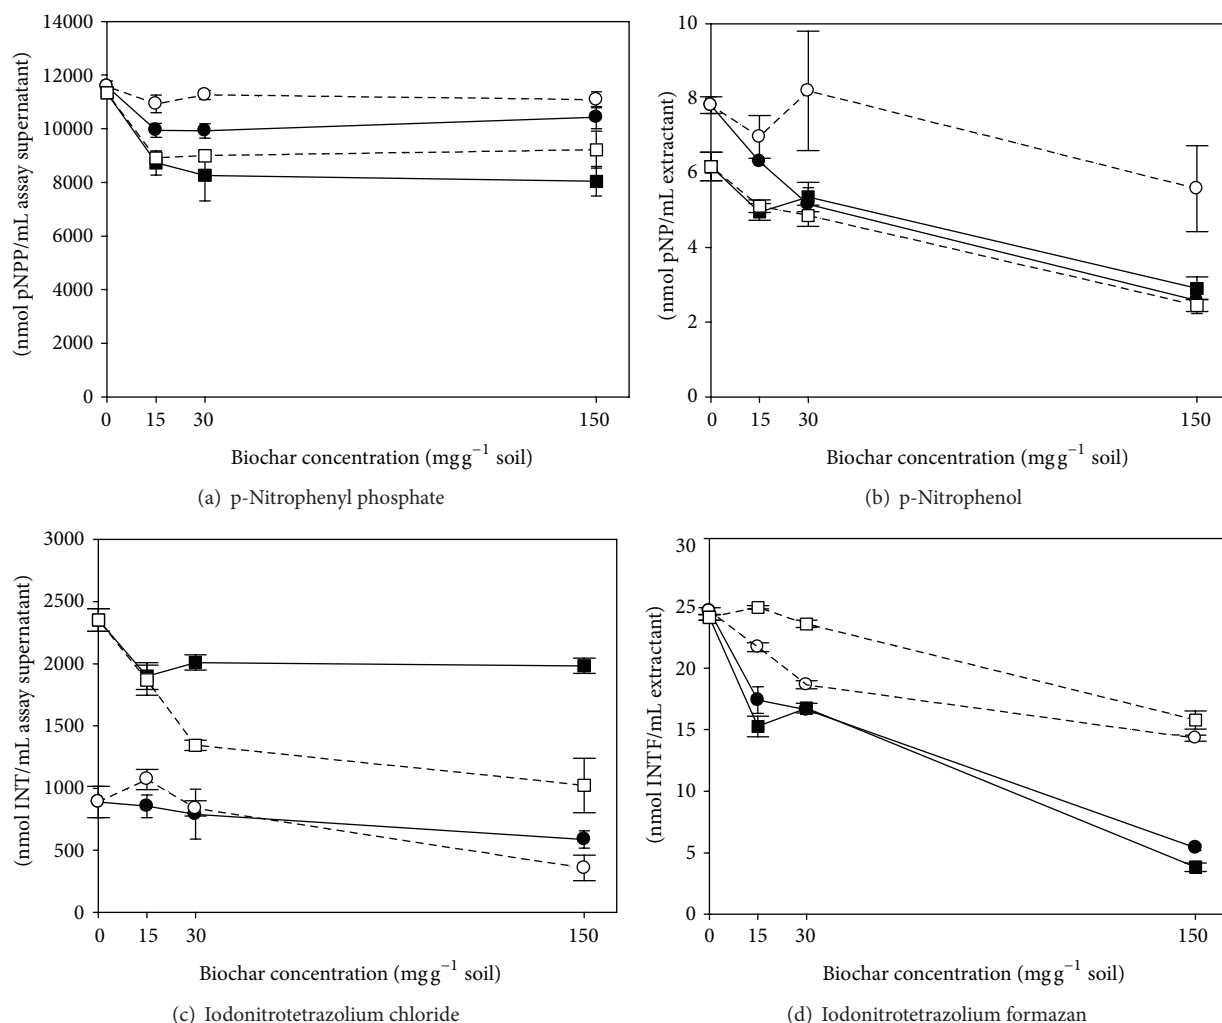 14000
12000
10000
8000
6000
4000
2000
0
(nmol pNPP/mL assay supernatant)
0 15 30 150
Biochar concentration (mg g⁻¹ soil)
(a) p-Nitrophenyl phosphate
10
8
6
4
2
0
(nmol pNP/mL extractant)
0 15 30 150
Biochar concentration (mg g⁻¹ soil)
(b) p-Nitrophenol
3000
2500
2000
1500
1000
500
0
(nmol INT/mL assay supernatant)
0 15 30 150
Biochar concentration (mg g⁻¹ soil)
(c) Iodonitrotetrazolium chloride
30
25
20
15
10
5
0
(nmol INTF/mL extractant)
0 15 30 150
Biochar concentration (mg g⁻¹ soil)
(d) Iodonitrotetrazolium formazan